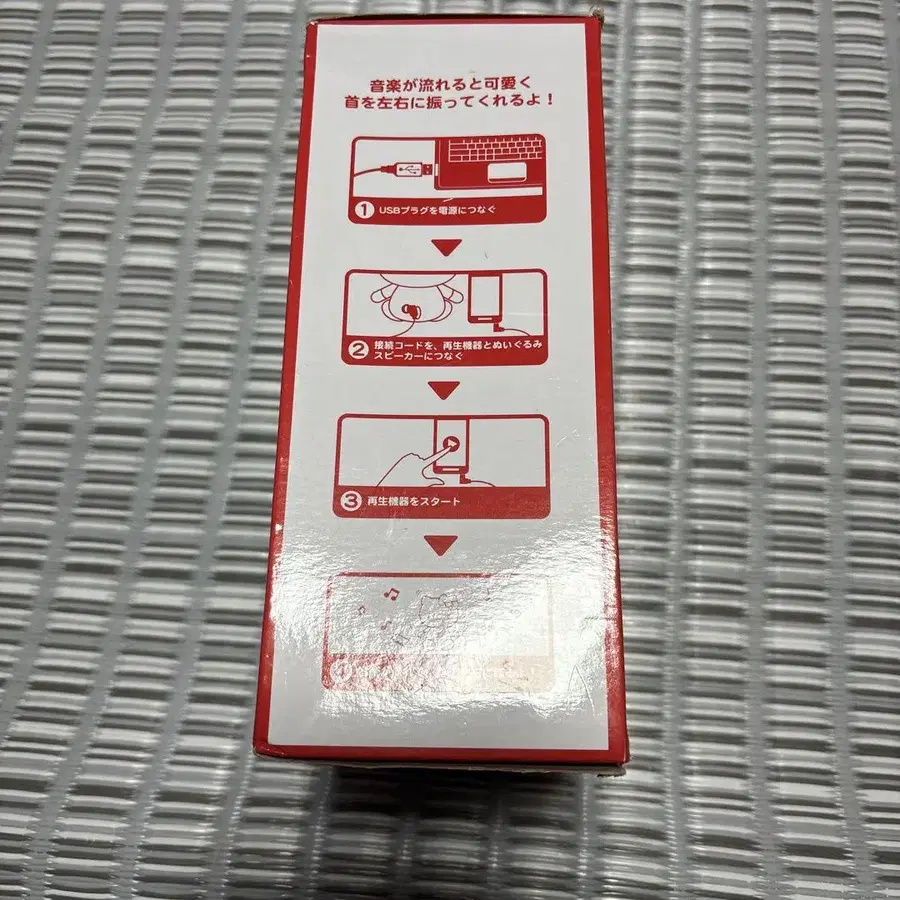 音楽が流れると可愛く
首を左右に振ってくれるよ！
1 USBプラグを電源につなぐ
2 接続コードを、再生機器とぬいぐるみ
スピーカーにつなぐ
3 再生機器をスタート